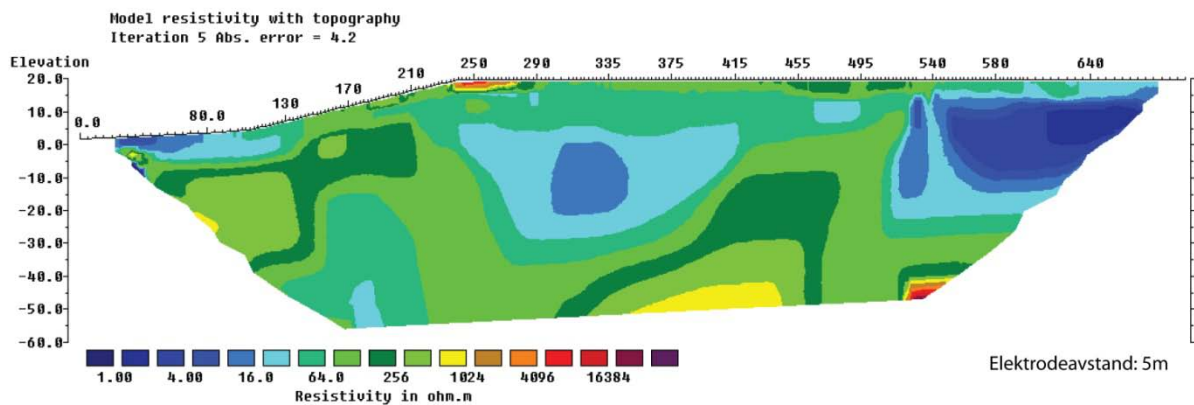 Model resistivity with topography
Iteration 5 Abs. error = 4.2
Elevation
250 290 335 375 415 455 495 540 580 640
20.0
210
170
10.0
130
80.0
0.0
0.0
-10.0
-20.0
-30.0
-40.0
-50.0
-60.0
1.00 4.00 16.0 64.0 256 1024 4096 16384
Resistivity in ohm.m
Elektrodeavstand: 5m